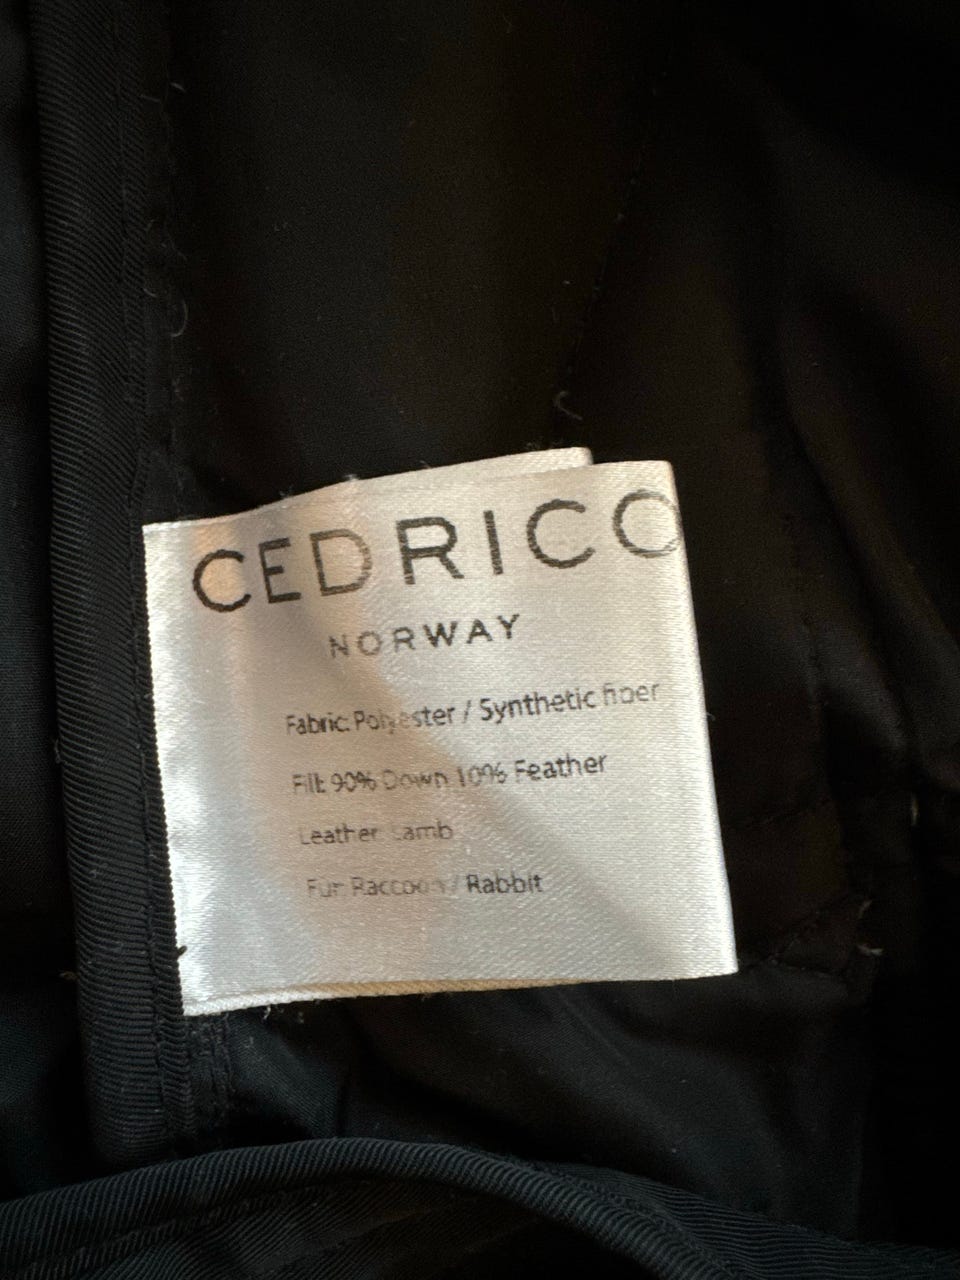 CEDRICO
NORWAY
Fabric: Polyester / Synthetic fiber
Fill: 90% Down 10% Feather
Leather: Lamb
Fur: Raccoon / Rabbit